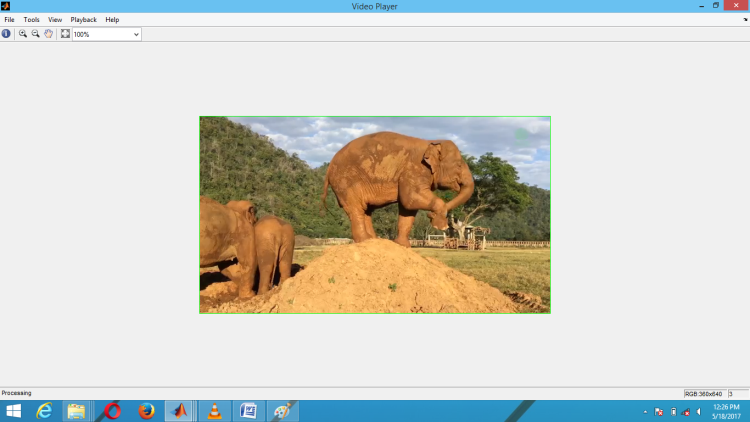 Video Player
File Tools View Playback Help
100%
Processing
RGB:360x640 3
12:26 PM
5/18/2017